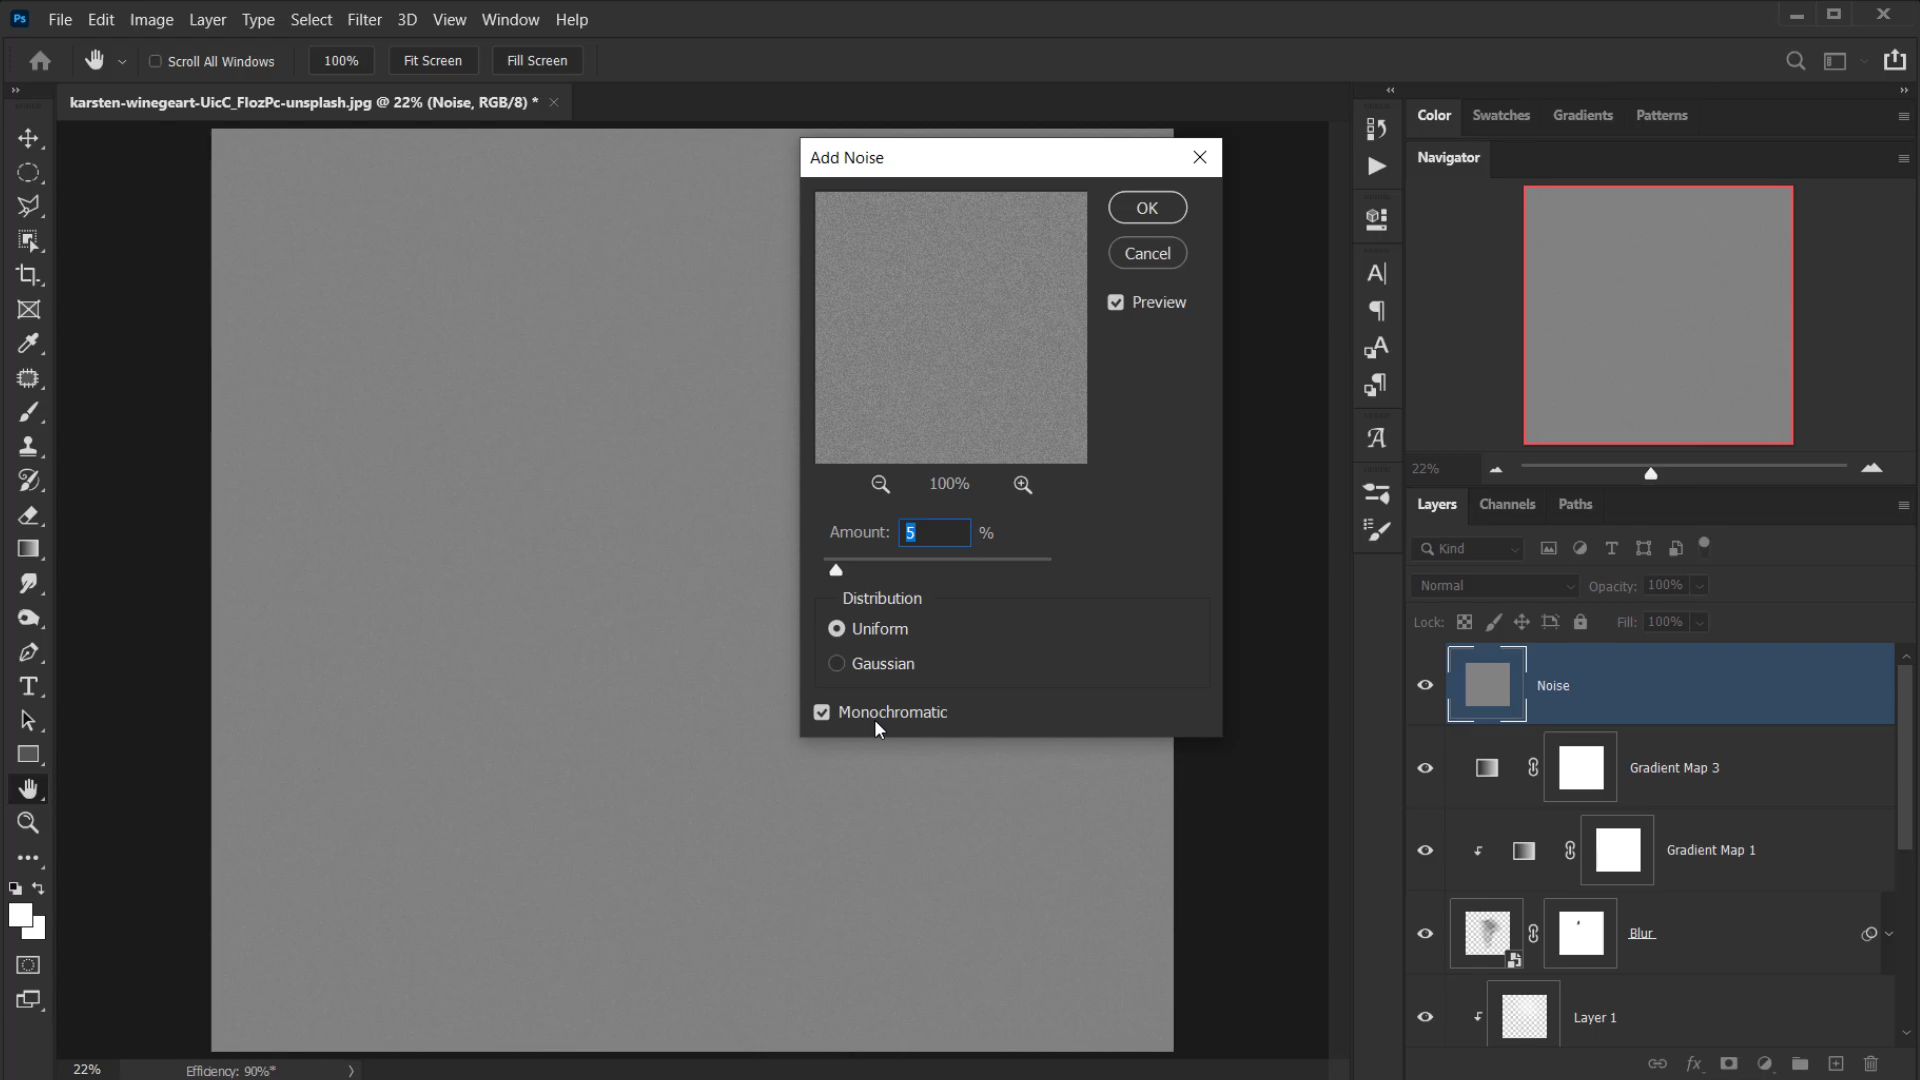 Ps File Edit Image Layer Type Select Filter 3D View Window Help
Scroll All Windows 100% Fit Screen Fill Screen
karsten-winegeart-UicC_FlozPc-unsplash.jpg @ 22% (Noise, RGB/8) *
Color Swatches Gradients Patterns
Navigator
22%
Add Noise
OK
Cancel
Preview
100%
Amount: 5 %
Distribution
Uniform
Gaussian
Monochromatic
Layers Channels Paths
Kind
Normal Opacity: 100%
Lock: Fill: 100%
Noise
Gradient Map 3
Gradient Map 1
Blur
Layer 1
fx
22% Efficiency: 90%*